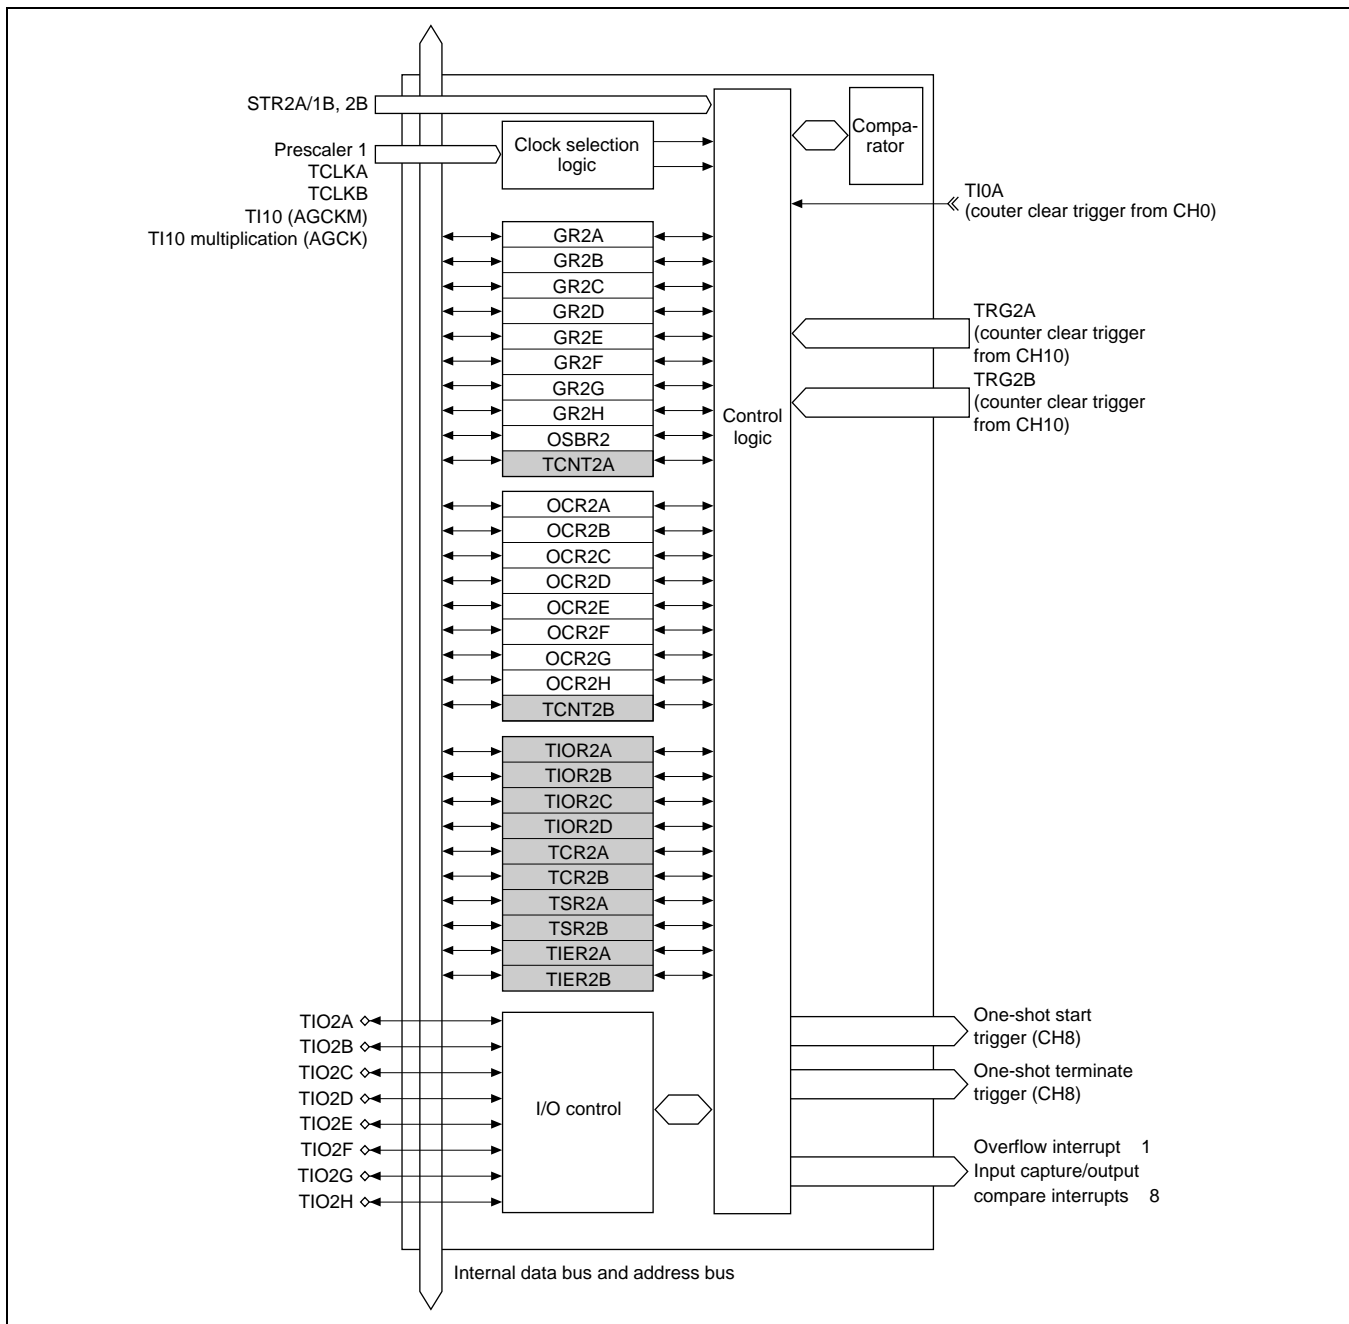 STR2A/1B, 2B
Prescaler 1
TCLKA
TCLKB
TI10 (AGCKM)
TI10 multiplication (AGCK)
Clock selection
logic
Compa-
rator
TI0A
(couter clear trigger from CH0)
GR2A
GR2B
GR2C
GR2D
GR2E
GR2F
GR2G
GR2H
OSBR2
TCNT2A
TRG2A
(counter clear trigger
from CH10)
TRG2B
(counter clear trigger
from CH10)
Control
logic
OCR2A
OCR2B
OCR2C
OCR2D
OCR2E
OCR2F
OCR2G
OCR2H
TCNT2B
TIOR2A
TIOR2B
TIOR2C
TIOR2D
TCR2A
TCR2B
TSR2A
TSR2B
TIER2A
TIER2B
TIO2A
TIO2B
TIO2C
TIO2D
TIO2E
TIO2F
TIO2G
TIO2H
I/O control
One-shot start
trigger (CH8)
One-shot terminate
trigger (CH8)
Overflow interrupt 1
Input capture/output
compare interrupts 8
Internal data bus and address bus